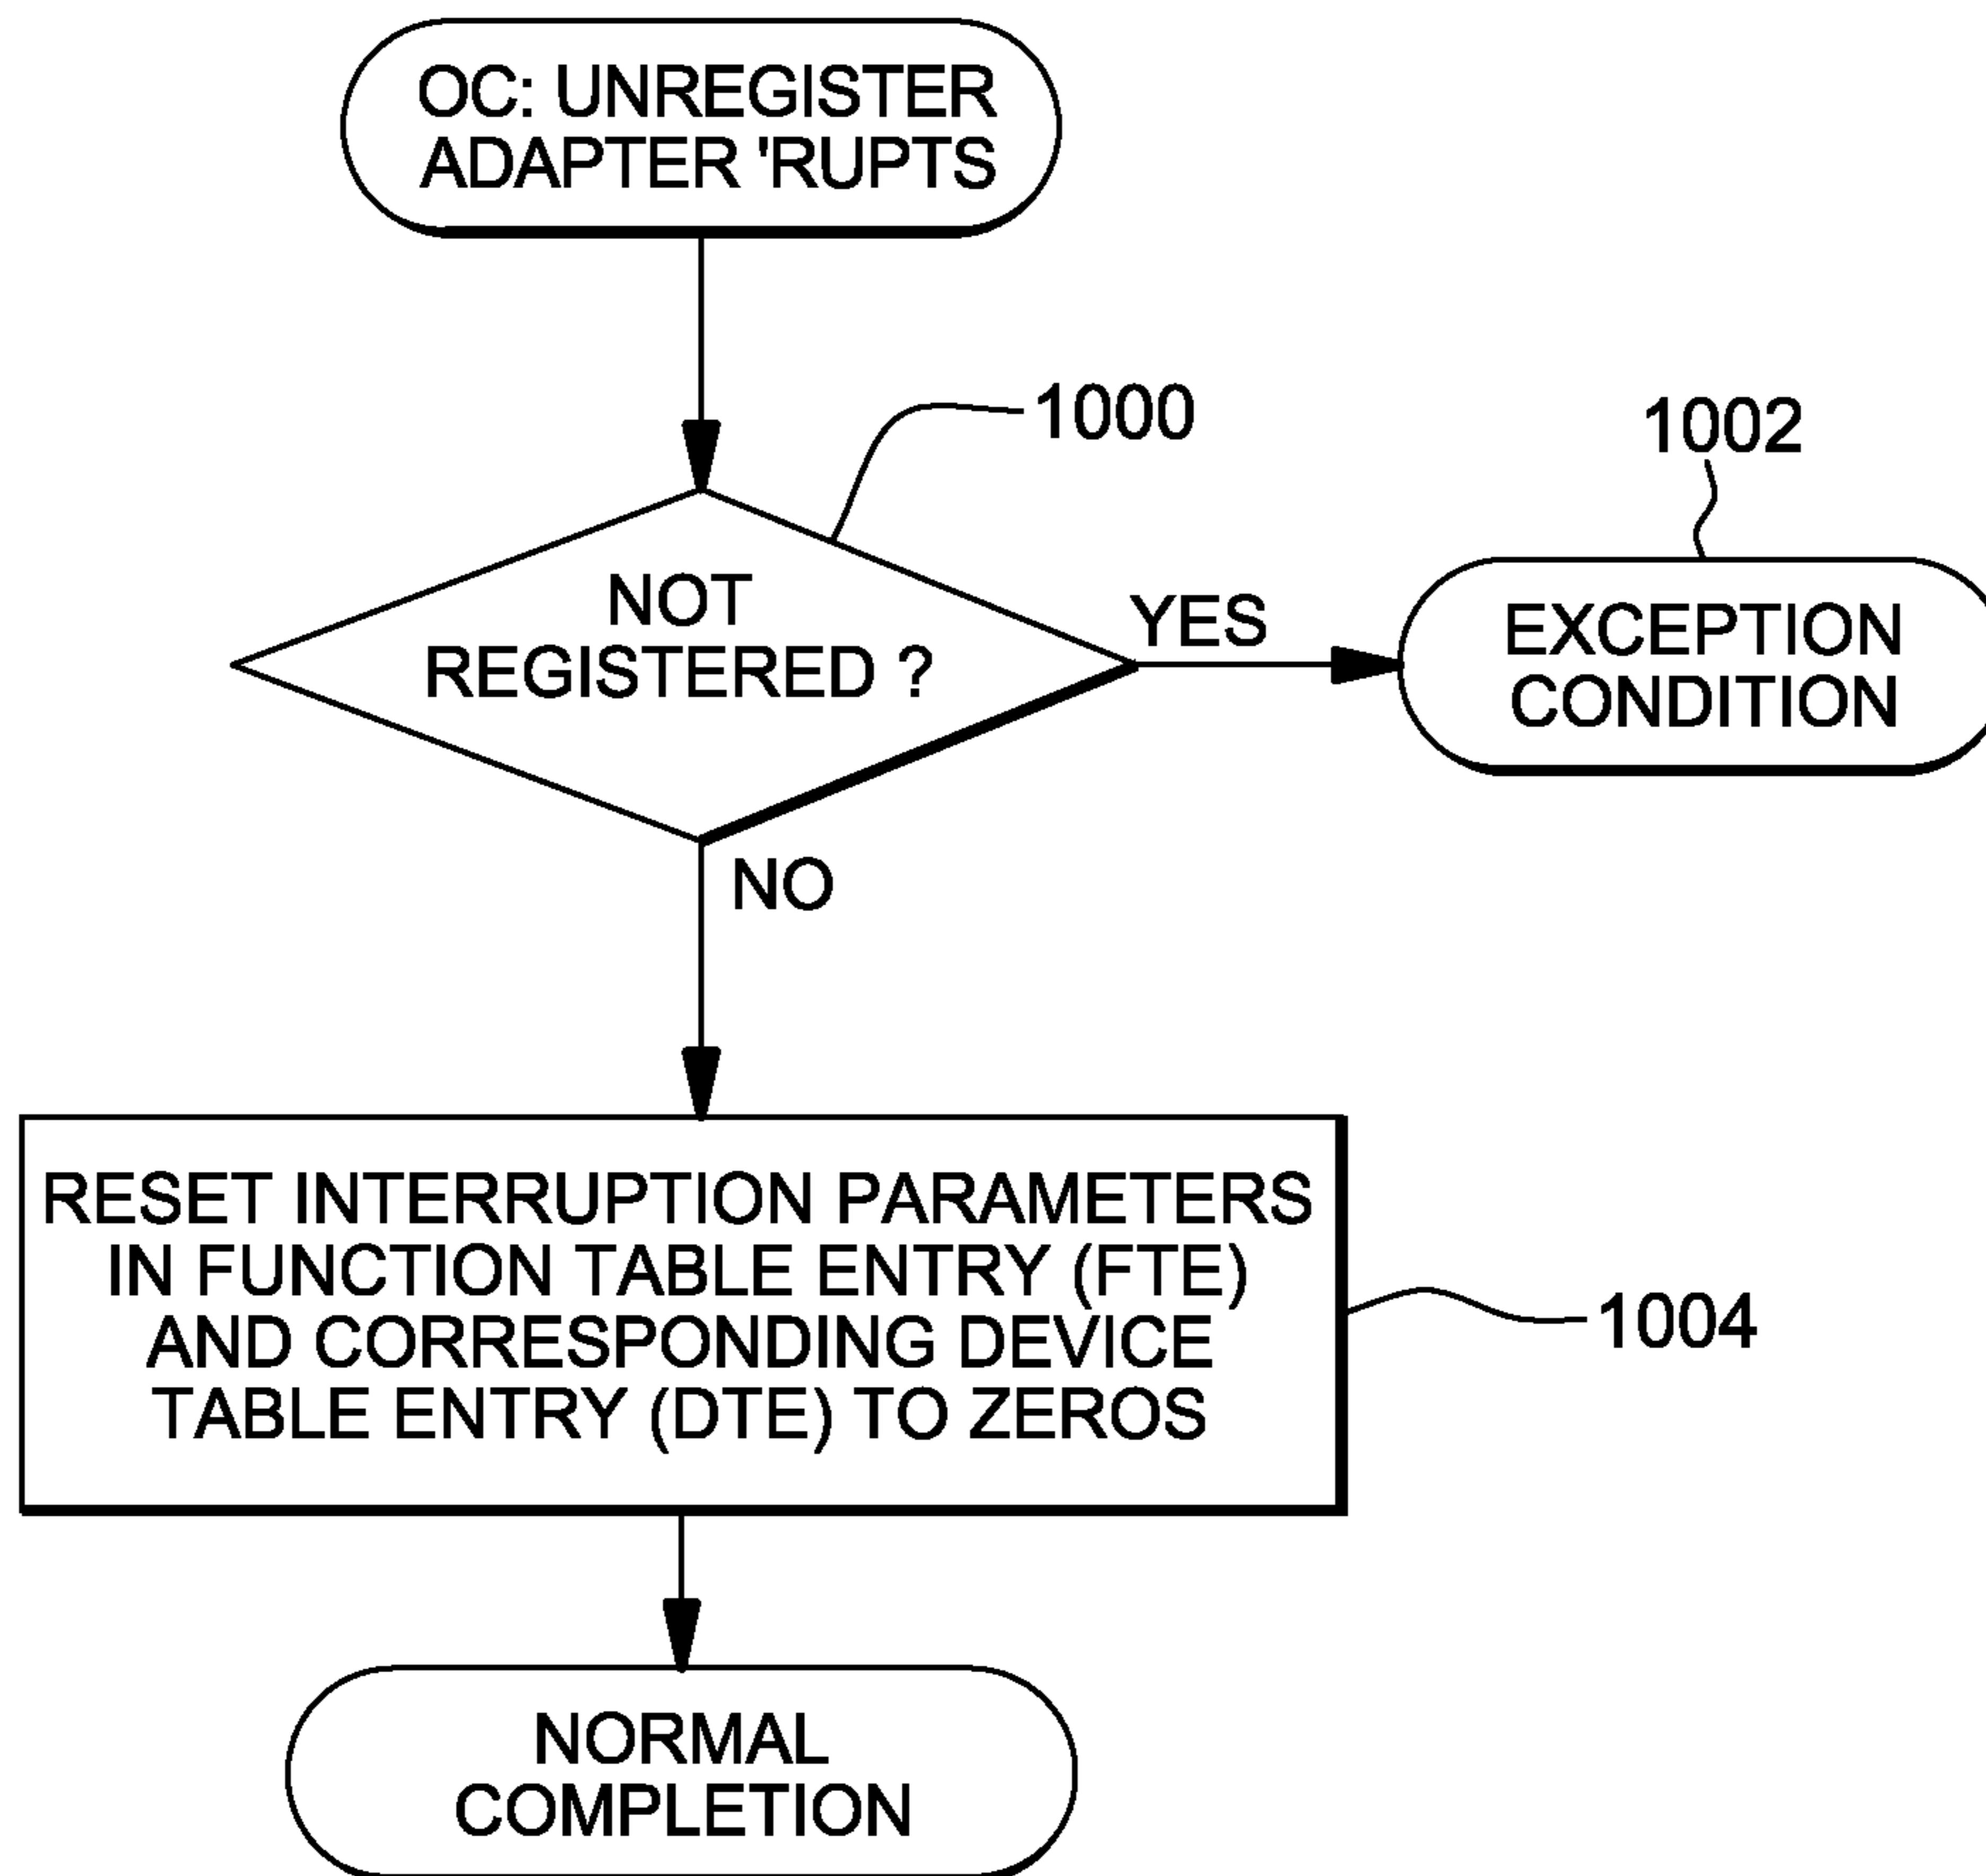 OC: UNREGISTER
ADAPTER 'RUPTS
1000
1002
NOT
REGISTERED ?
YES
EXCEPTION
CONDITION
NO
RESET INTERRUPTION PARAMETERS
IN FUNCTION TABLE ENTRY (FTE)
AND CORRESPONDING DEVICE
TABLE ENTRY (DTE) TO ZEROS
1004
NORMAL
COMPLETION